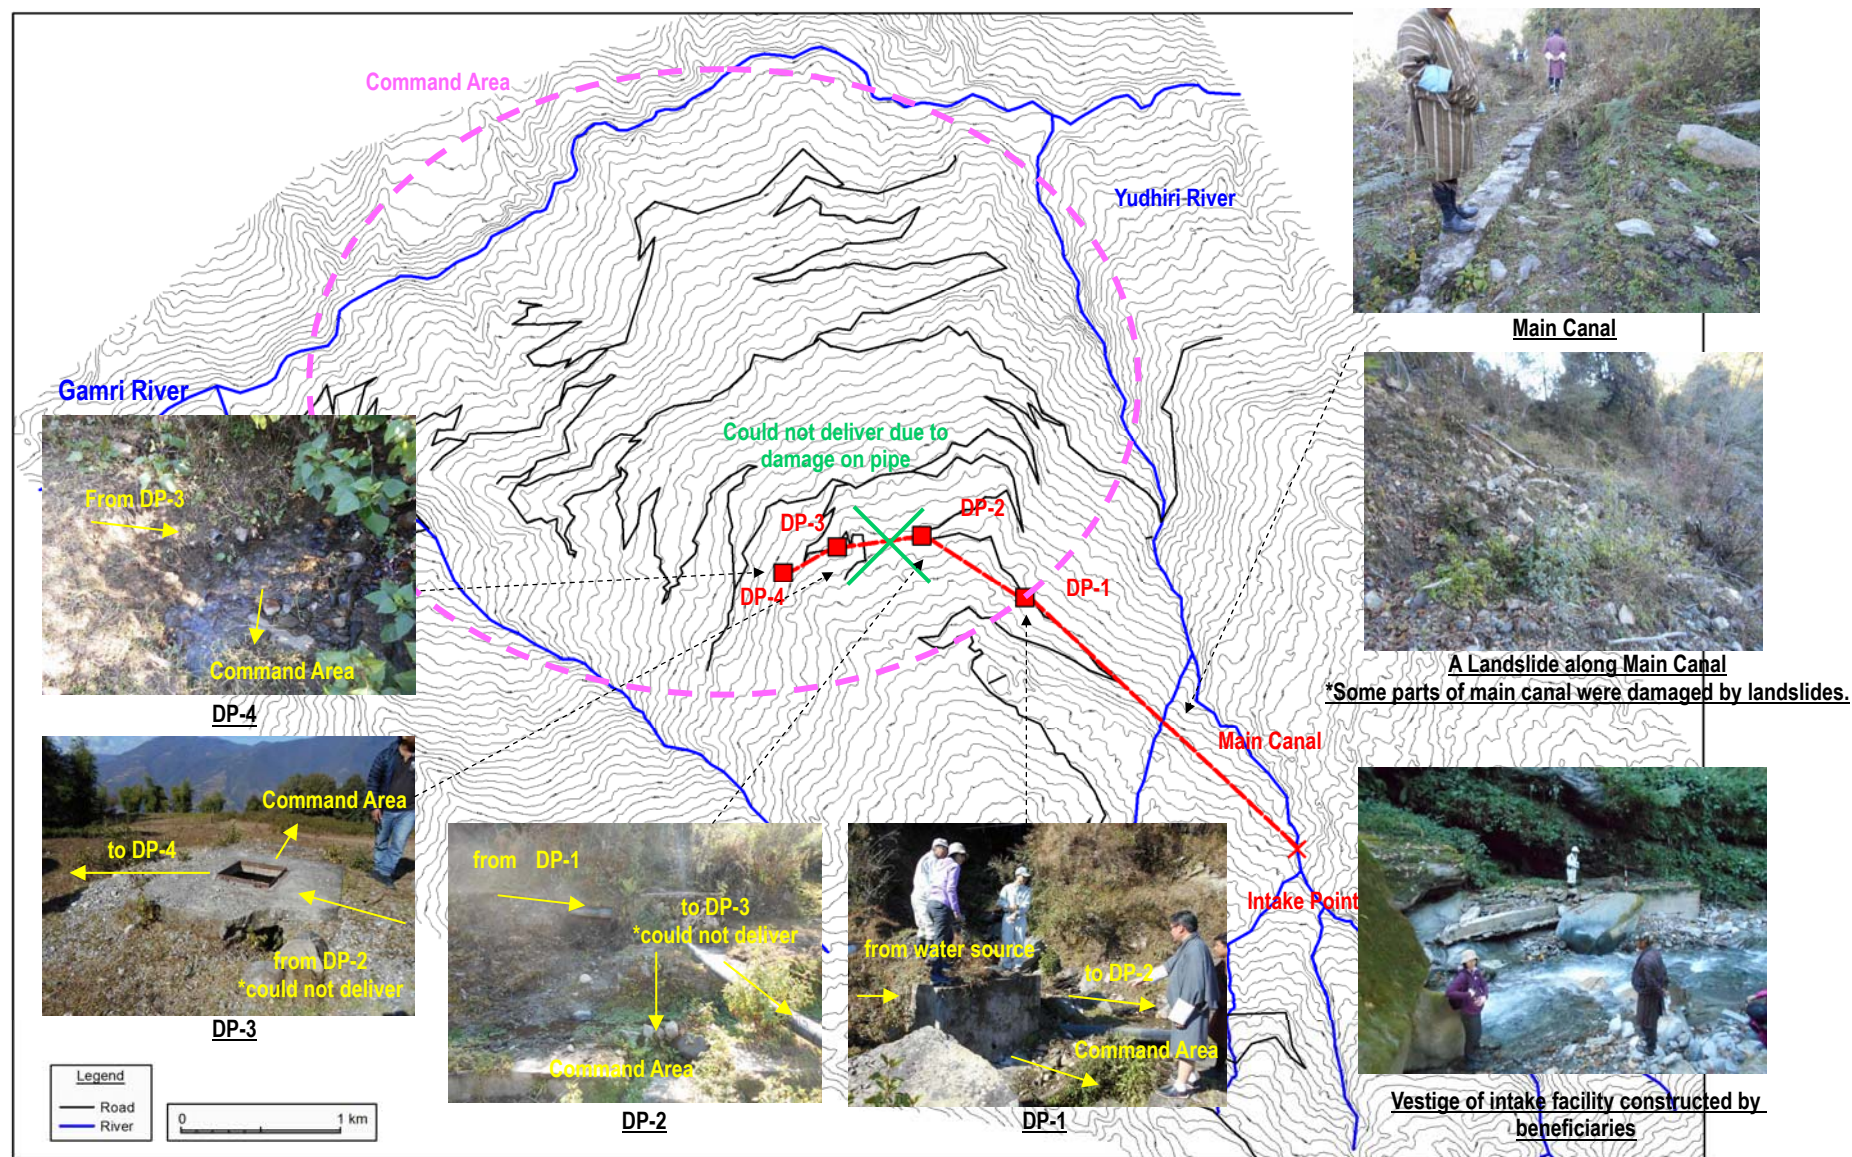 Command Area
Yudhiri River
Main Canal
Gamri River
A Landslide along Main Canal
*Some parts of main canal were damaged by landslides.
Could not deliver due to
damage on pipe
DP-3
DP-2
DP-4
DP-1
Main Canal
Intake Point
From DP-3
Command Area
DP-4
Command Area
to DP-4
from DP-2
*could not deliver
DP-3
from DP-1
to DP-3
*could not deliver
Command Area
DP-2
from water source
to DP-2
Command Area
DP-1
Vestige of intake facility constructed by
beneficiaries
Legend
Road
River
0
1 km